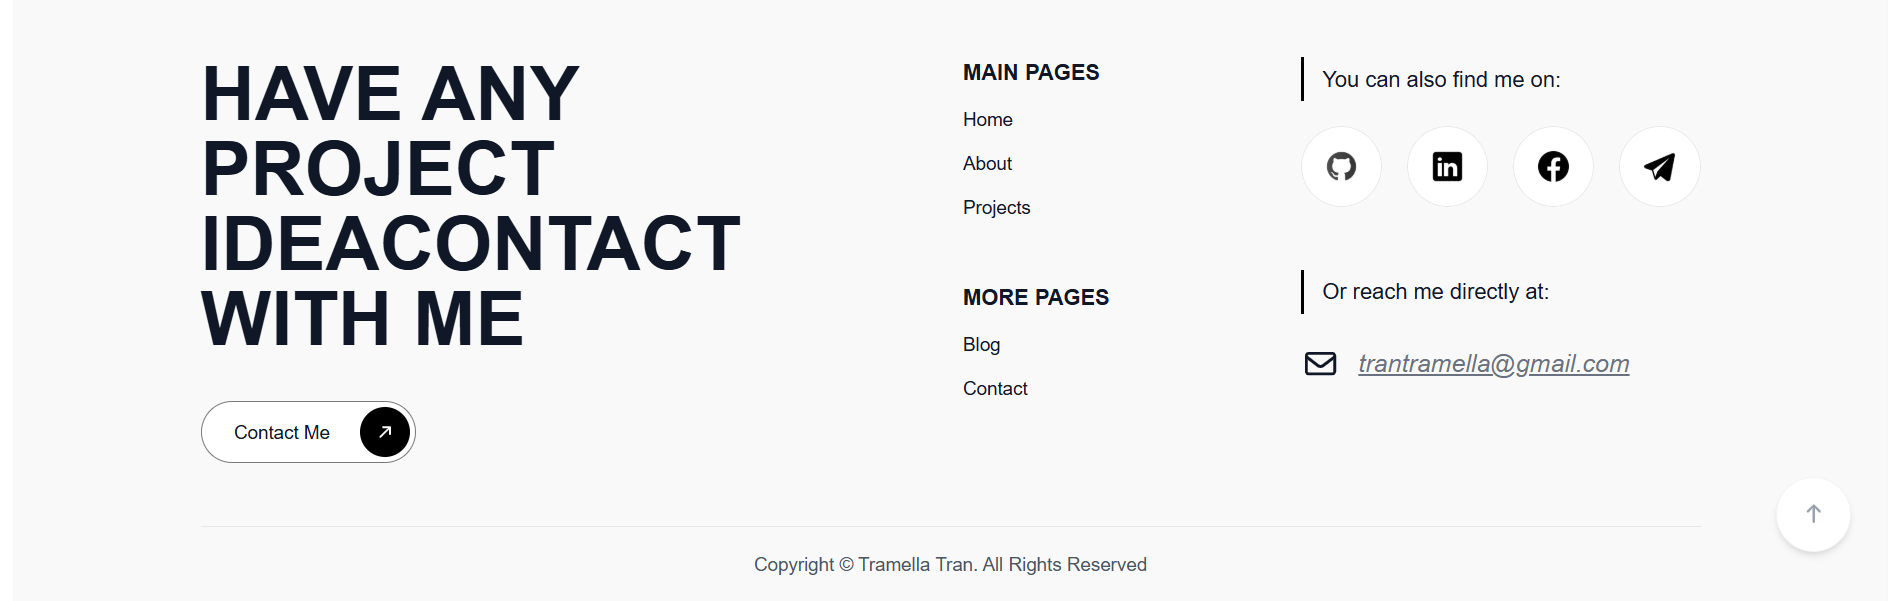 HAVE ANY
PROJECT
IDEACONTACT
WITH ME
Contact Me
MAIN PAGES
Home
About
Projects
MORE PAGES
Blog
Contact
You can also find me on:
in
Or reach me directly at:
trantramella@gmail.com
Copyright © Tramella Tran. All Rights Reserved